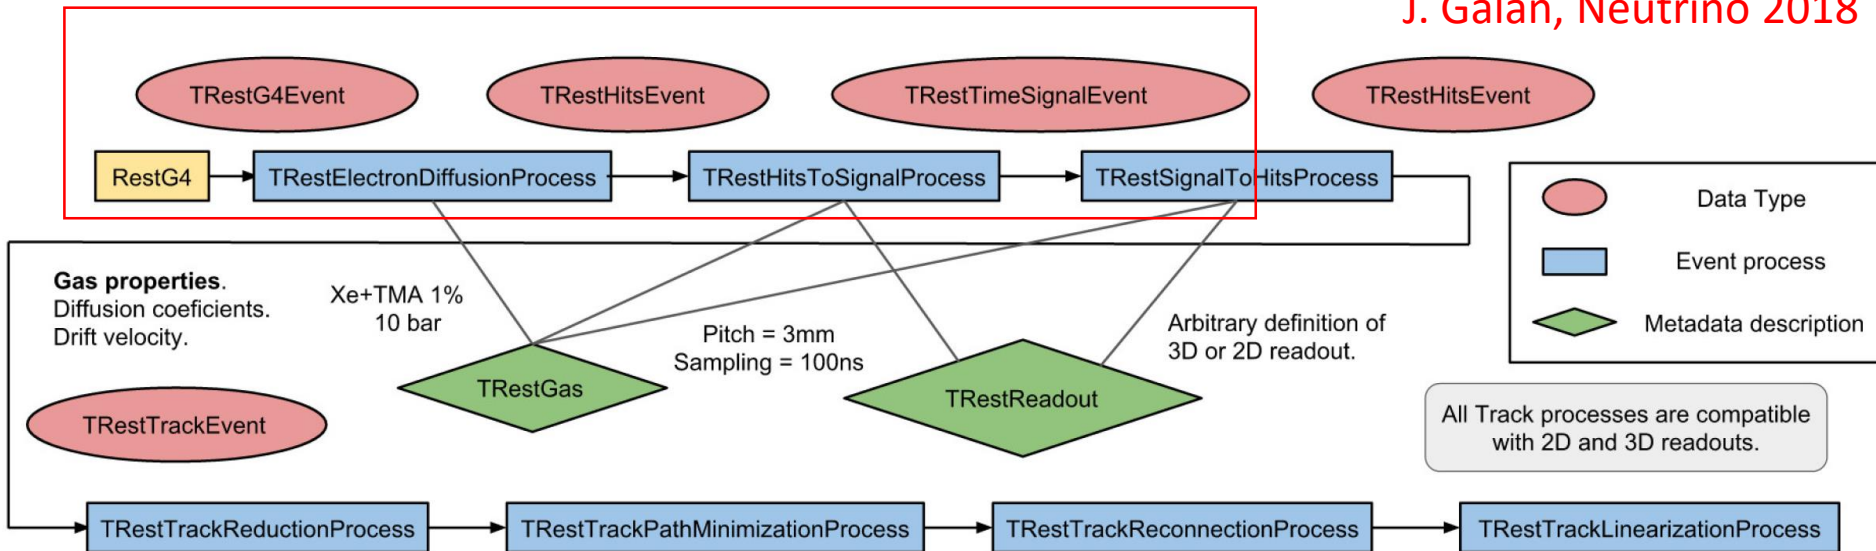 J. Galan, Neutrino 2018
TRestG4Event
TRestHitsEvent
TRestTimeSignalEvent
TRestHitsEvent
RestG4
TRestElectronDiffusionProcess
TRestHitsToSignalProcess
TRestSignalToHitsProcess
Data Type
Event process
Metadata description
Gas properties.
Diffusion coeficients.
Drift velocity.
Xe+TMA 1%
10 bar
Pitch = 3mm
Sampling = 100ns
Arbitrary definition of
3D or 2D readout.
TRestGas
TRestReadout
TRestTrackEvent
All Track processes are compatible
with 2D and 3D readouts.
TRestTrackReductionProcess
TRestTrackPathMinimizationProcess
TRestTrackReconnectionProcess
TRestTrackLinearizationProcess